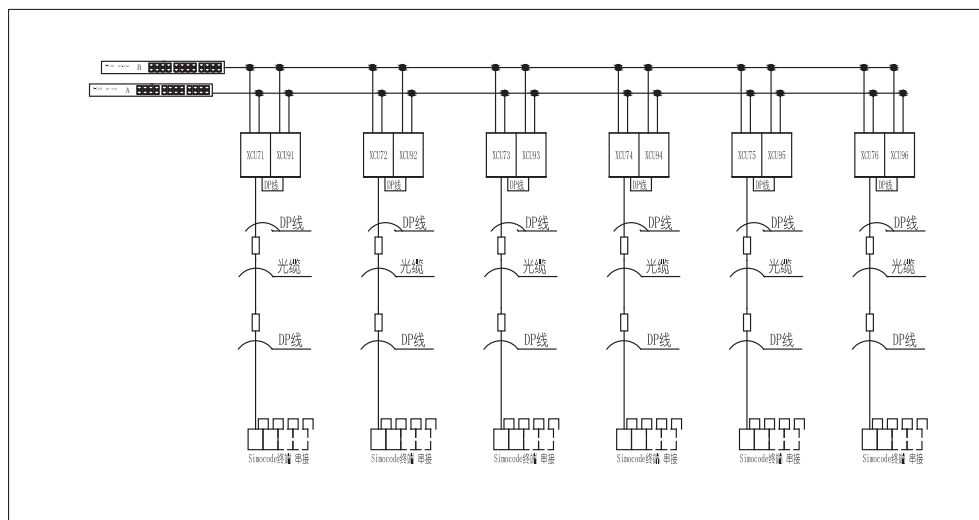 B
A
XCU71 XCU91 XCU72 XCU92 XCU73 XCU93 XCU74 XCU94 XCU75 XCU95 XCU76 XCU96
DP线 DP线 DP线 DP线 DP线 DP线
DP线 DP线 DP线 DP线 DP线 DP线
光缆 光缆 光缆 光缆 光缆 光缆
DP线 DP线 DP线 DP线 DP线 DP线
Simocode终端 串接 Simocode终端 串接 Simocode终端 串接 Simocode终端 串接 Simocode终端 串接 Simocode终端 串接